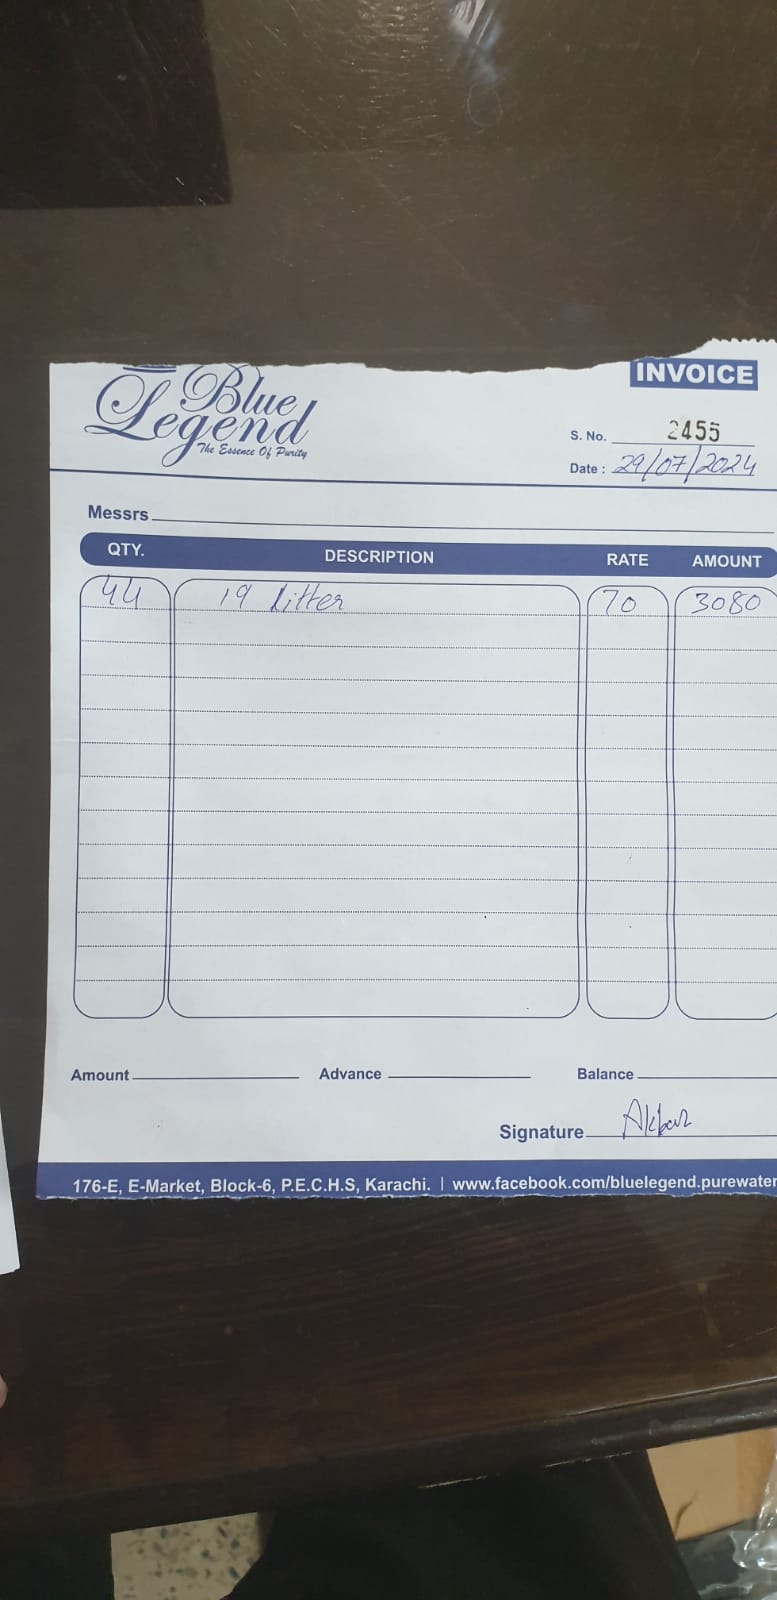 Blue
Legend
The Essence Of Purity
INVOICE
S. No. 2455
Date : 29/07/2024
Messrs
QTY. DESCRIPTION RATE AMOUNT
44 19 Litter 70 3080
Amount Advance Balance
Signature Akbar
176-E, E-Market, Block-6, P.E.C.H.S, Karachi. | www.facebook.com/bluelegend.purewater